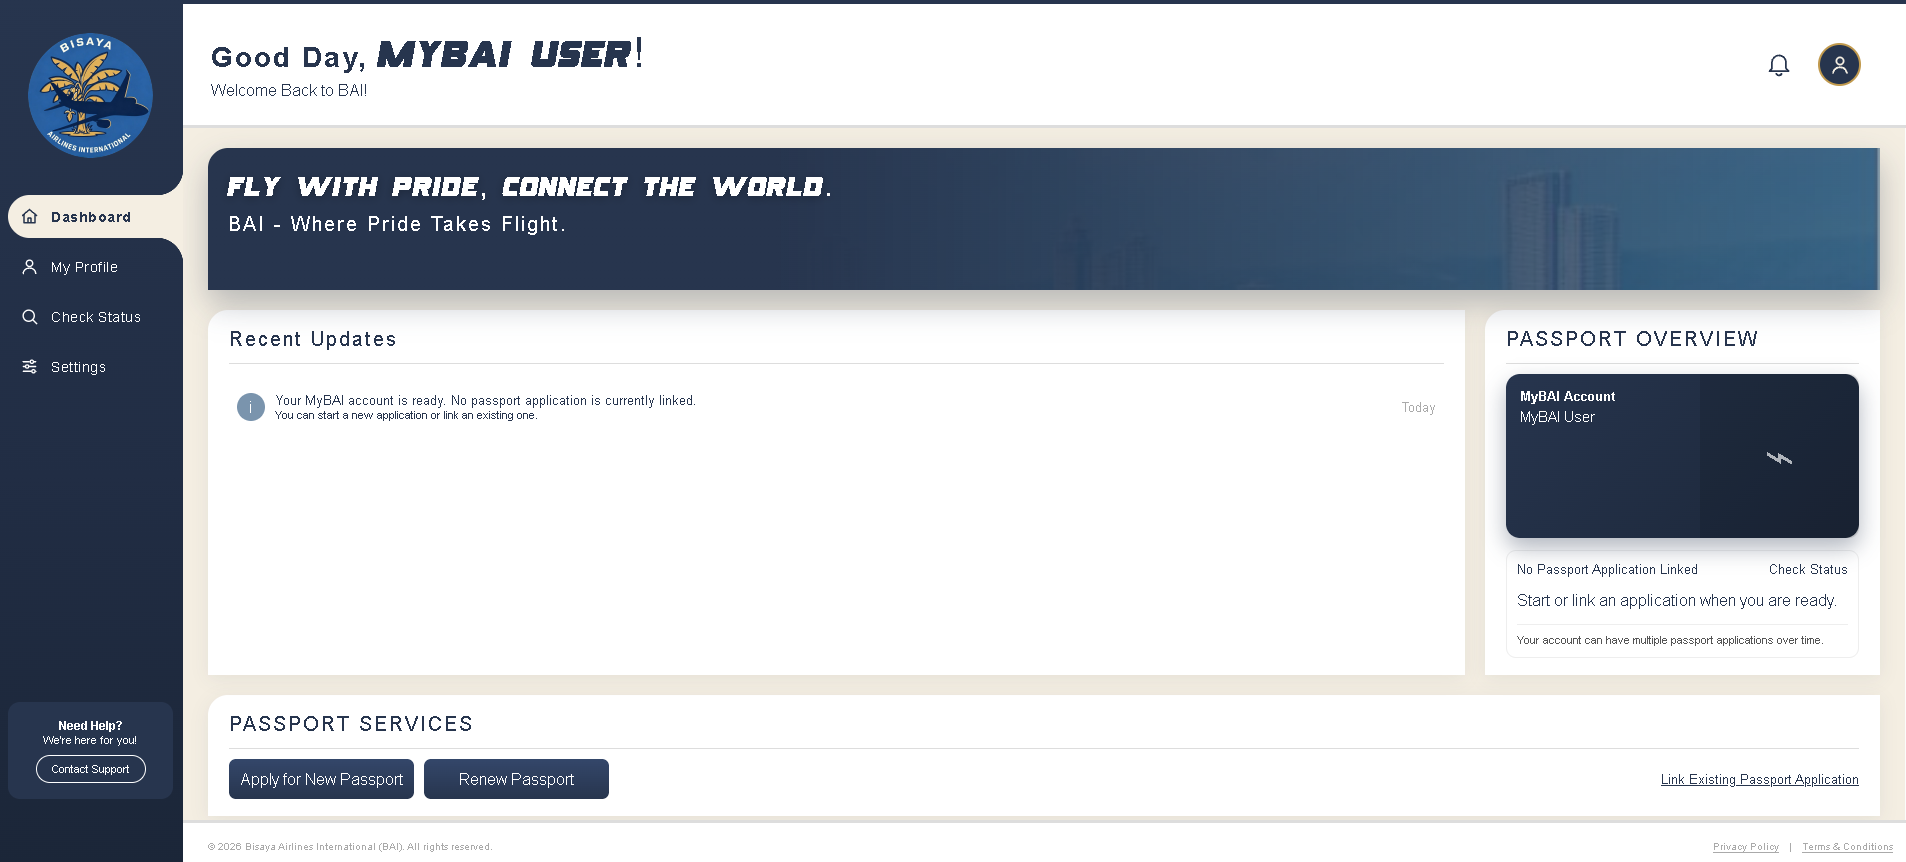 BISAYA
AIRLINES INTERNATIONAL
Dashboard
My Profile
Check Status
Settings
Need Help?
We're here for you!
Contact Support
Good Day, MYBAI USER!
Welcome Back to BAI!
FLY WITH PRIDE, CONNECT THE WORLD.
BAI - Where Pride Takes Flight.
Recent Updates
i
Your MyBAI account is ready. No passport application is currently linked.
You can start a new application or link an existing one.
Today
PASSPORT OVERVIEW
MyBAI Account
MyBAI User
No Passport Application Linked
Check Status
Start or link an application when you are ready.
Your account can have multiple passport applications over time.
PASSPORT SERVICES
Apply for New Passport
Renew Passport
Link Existing Passport Application
© 2026 Bisaya Airlines International (BAI). All rights reserved.
Privacy Policy | Terms & Conditions